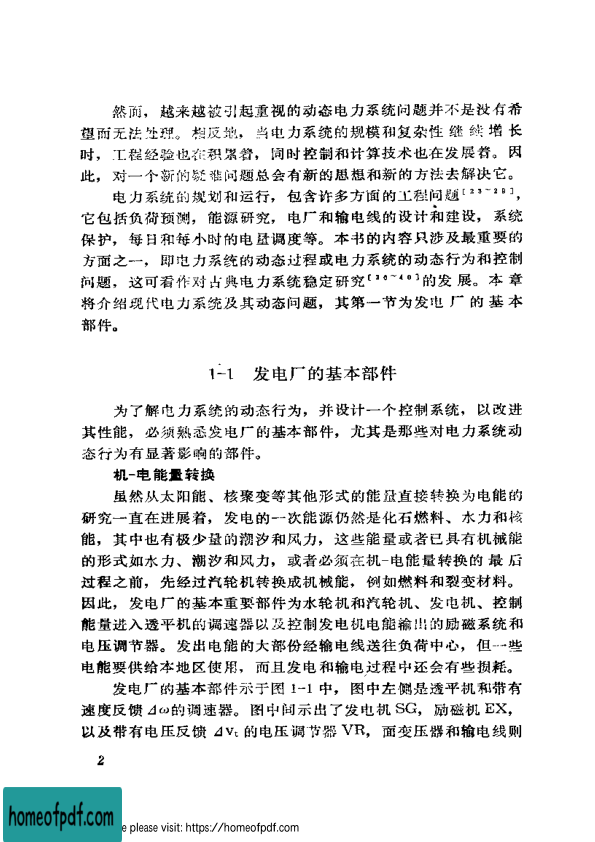 然而，越来越被引起重视的动态电力系统问题并不是没有希
望而无法处理。相反地，当电力系统的规模和复杂性继续增长
时，工程经验也在积累着，同时控制和计算技术也在发展着。因
此，对一个新的疑难问题总会有新的思想和新的方法去解决它。
电力系统的规划和运行，包含许多方面的工程问题[23~29]，
它包括负荷预测，能源研究，电厂和输电线的设计和建设，系统
保护，每日和每小时的电量调度等。本书的内容只涉及最重要的
方面之一，即电力系统的动态过程或电力系统的动态行为和控制
问题，这可看作对古典电力系统稳定研究[30~40]的发展。本章
将介绍现代电力系统及其动态问题，其第一节为发电厂的基本
部件。
1-1 发电厂的基本部件
为了解电力系统的动态行为，并设计一个控制系统，以改进
其性能，必须熟悉发电厂的基本部件，尤其是那些对电力系统动
态行为有显著影响的部件。
机-电能量转换
虽然从太阳能、核聚变等其他形式的能量直接转换为电能的
研究一直在进展着，发电的一次能源仍然是化石燃料、水力和核
能，其中也有极少量的潮汐和风力，这些能量或者已具有机械能
的形式如水力、潮汐和风力，或者必须在机-电能量转换的最后
过程之前，先经过汽轮机转换成机械能，例如燃料和裂变材料。
因此，发电厂的基本重要部件为水轮机和汽轮机、发电机、控制
能量进入透平机的调速器以及控制发电机电能输出的励磁系统和
电压调节器。发出电能的大部份经输电线送往负荷中心，但一些
电能要供给本地区使用，而且发电和输电过程中还会有些损耗。
发电厂的基本部件示于图 1-1 中，图中左侧是透平机和带有
速度反馈 Δω的调速器。图中间示出了发电机 SG，励磁机 EX，
以及带有电压反馈 Δvt 的电压调节器 VR，而变压器和输电线则
2
homeofpdf.com
e please visit: https://homeofpdf.com